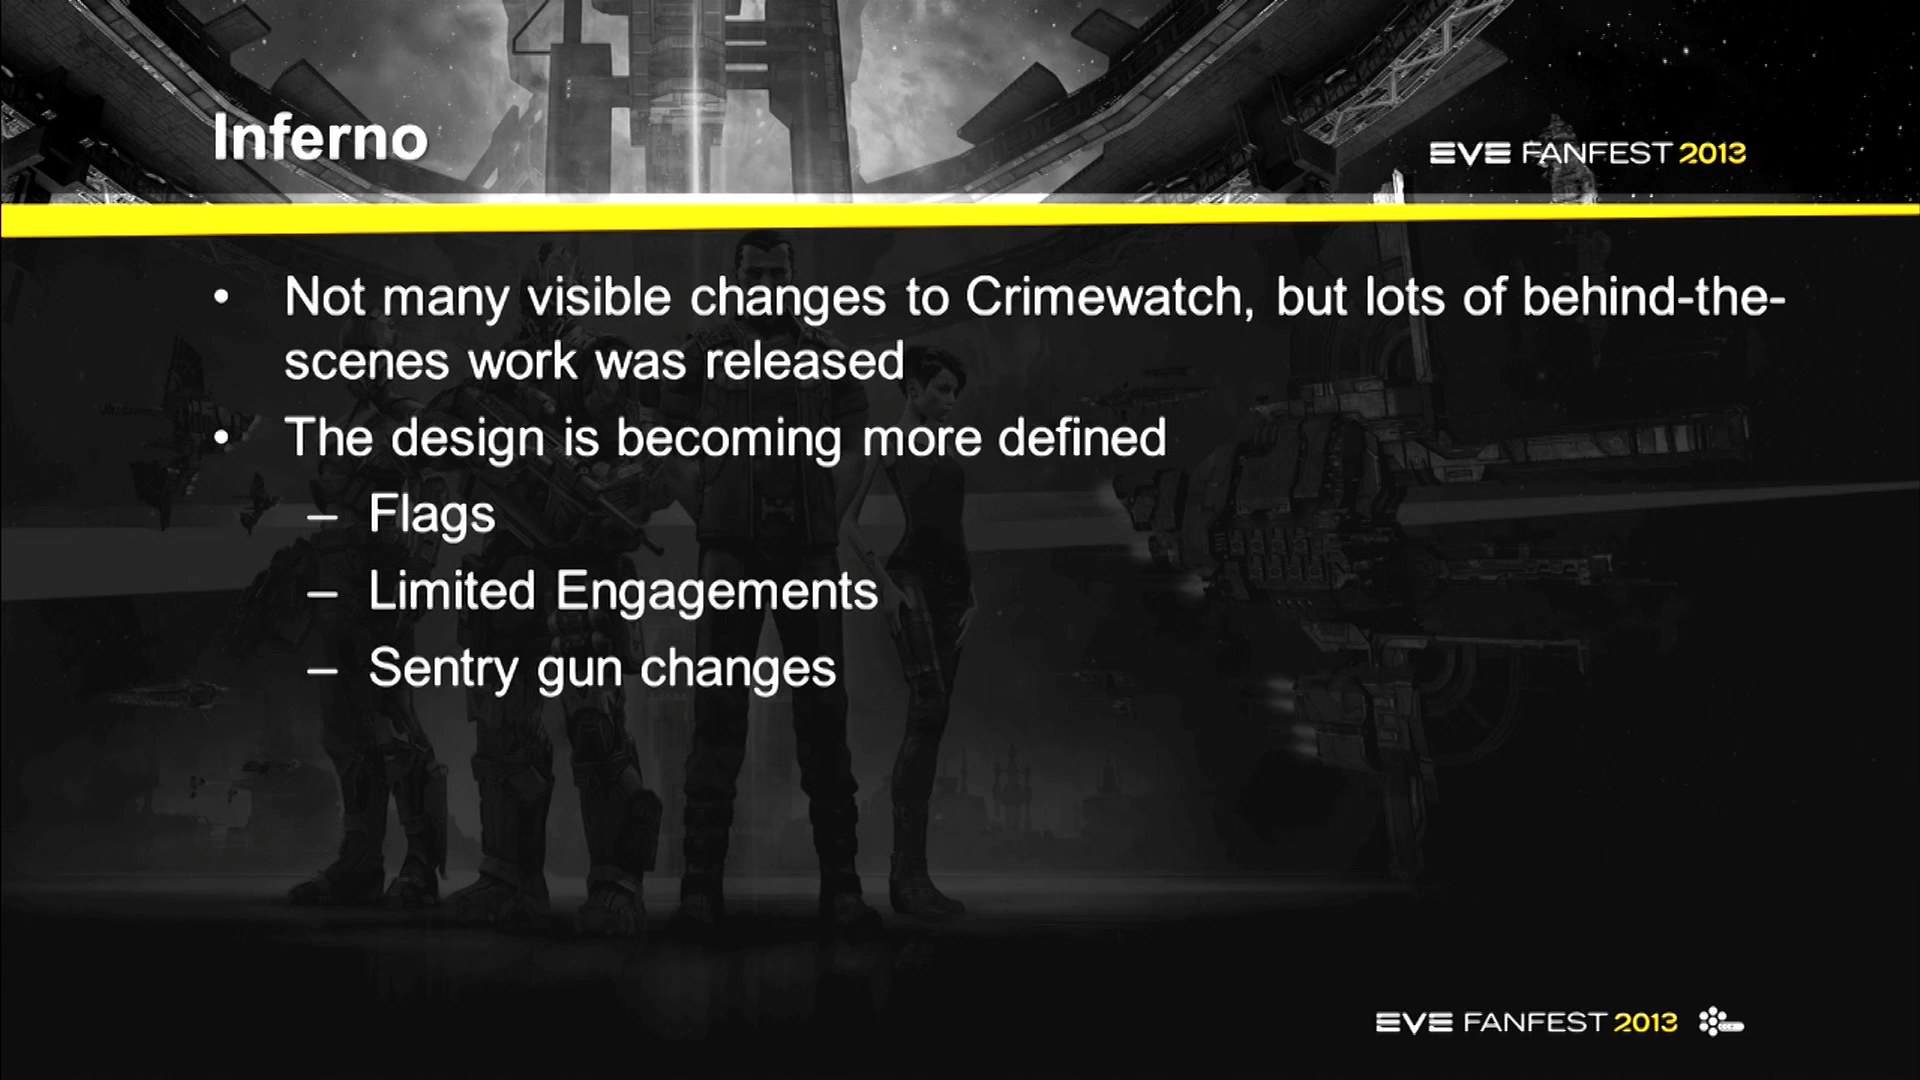 Inferno
EVE FANFEST 2013
• Not many visible changes to Crimewatch, but lots of behind-the-
scenes work was released
• The design is becoming more defined
– Flags
– Limited Engagements
– Sentry gun changes
EVE FANFEST 2013